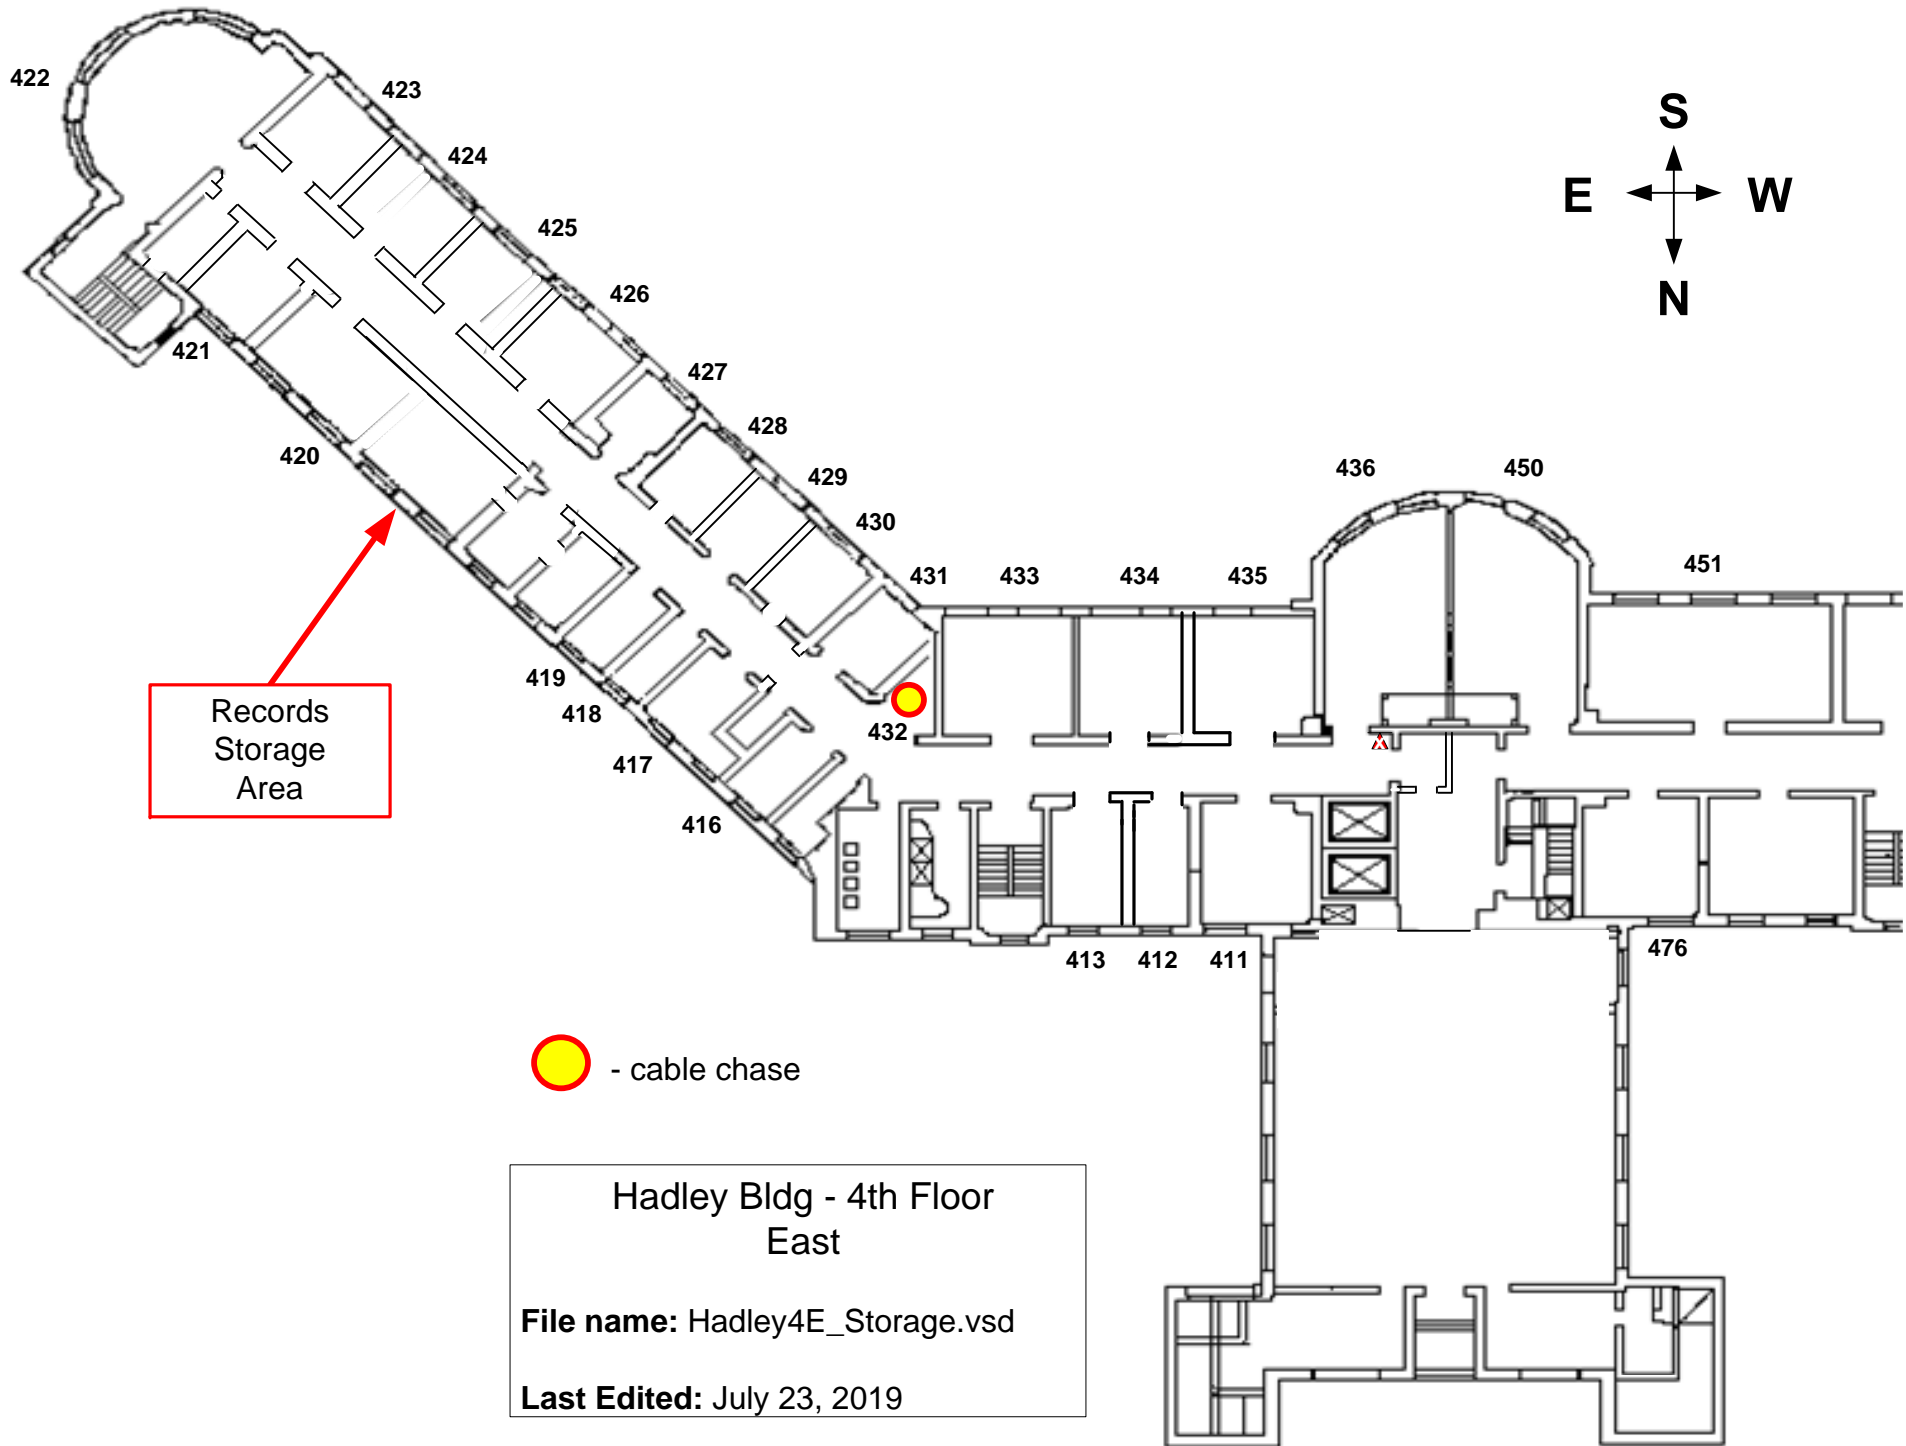 422
423
S
424
E
W
425
N
426
421
427
428
420
436
450
429
430
431
433
434
435
451
419
Records
Storage
Area
418
432
417
416
413
412
411
476
- cable chase
Hadley Bldg - 4th Floor
East
File name: Hadley4E_Storage.vsd
Last Edited: July 23, 2019